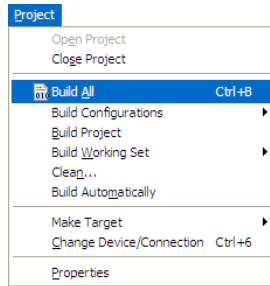 Project
Open Project
Close Project
010
Build All Ctrl+B
Build Configurations
Build Project
Build Working Set
Clean...
Build Automatically
Make Target
Change Device/Connection Ctrl+6
Properties